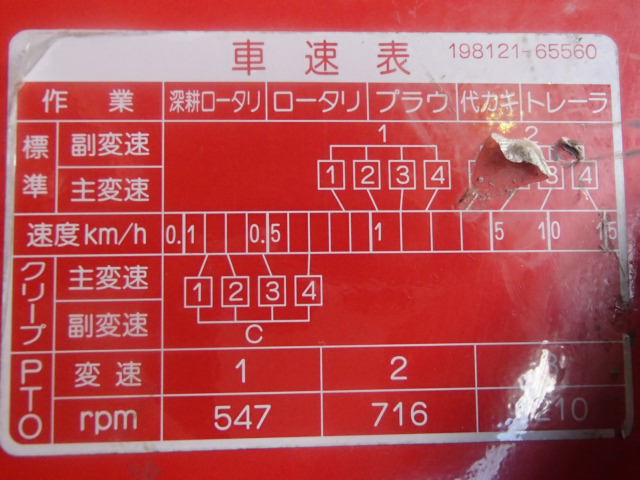 車速表 198121-65560
作業 深耕ロータリ ロータリ プラウ 代カキ トレーラ
標準 副変速 1 2
主変速 1 2 3 4 3 4
速度km/h 0.1 0.5 1 5 10 15
クリープ 主変速 1 2 3 4
副変速 C
PTO 変速 1 2 3
rpm 547 716 210